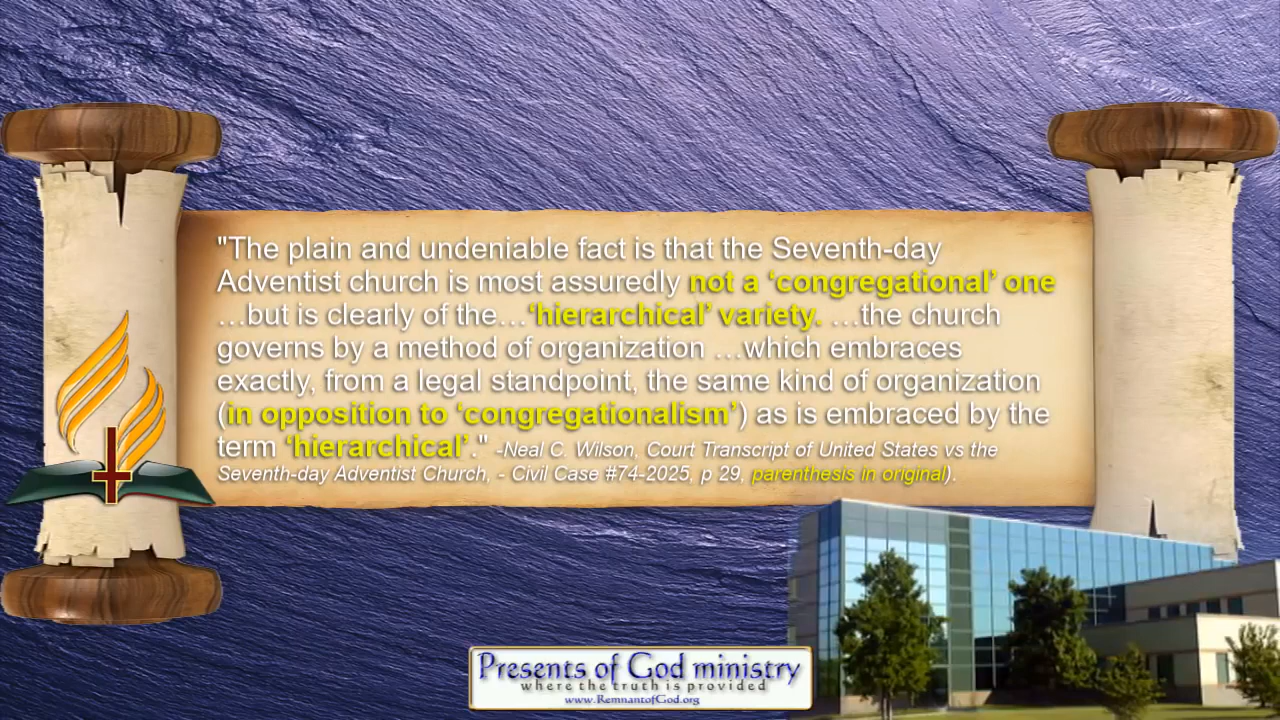 "The plain and undeniable fact is that the Seventh-day
Adventist church is most assuredly not a ‘congregational’ one
…but is clearly of the…‘hierarchical’ variety. …the church
governs by a method of organization …which embraces
exactly, from a legal standpoint, the same kind of organization
(in opposition to ‘congregationalism’) as is embraced by the
term ‘hierarchical’." -Neal C. Wilson, Court Transcript of United States vs the
Seventh-day Adventist Church, - Civil Case #74-2025, p 29, parenthesis in original).
Presents of God ministry
where the truth is provided
www.RemnantofGod.org